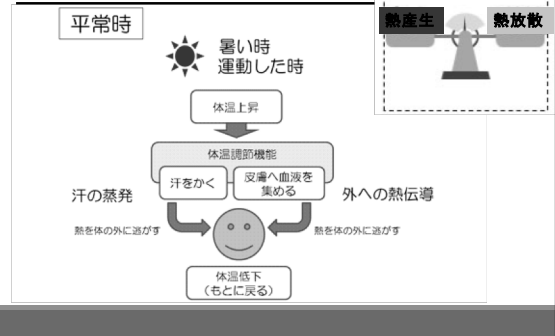 平常時
熱産生
熱放散
暑い時
運動した時
体温上昇
体温調節機能
汗をかく
皮膚へ血液を
集める
汗の蒸発
外への熱伝導
熱を体の外に逃がす
熱を体の外に逃がす
体温低下
(もとに戻る)